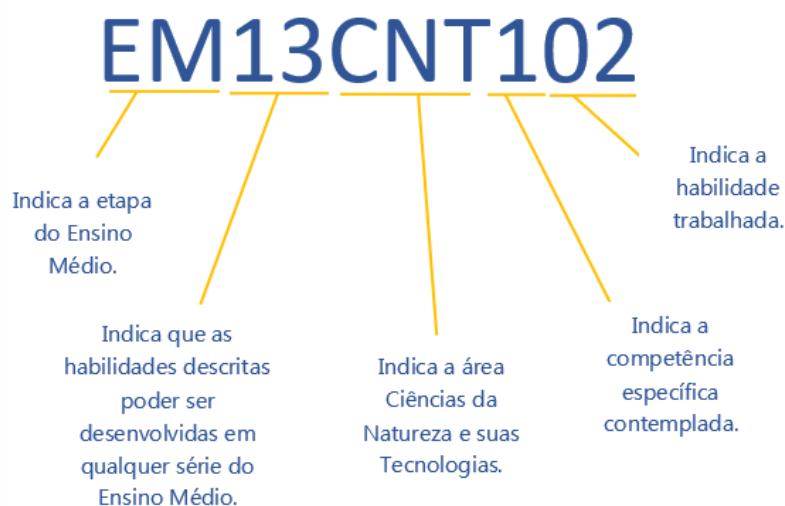 EM13CNT102
Indica a etapa
do Ensino
Médio.
Indica que as
habilidades descritas
poder ser
desenvolvidas em
qualquer série do
Ensino Médio.
Indica a área
Ciências da
Natureza e suas
Tecnologias.
Indica a
competência
específica
contemplada.
Indica a
habilidade
trabalhada.